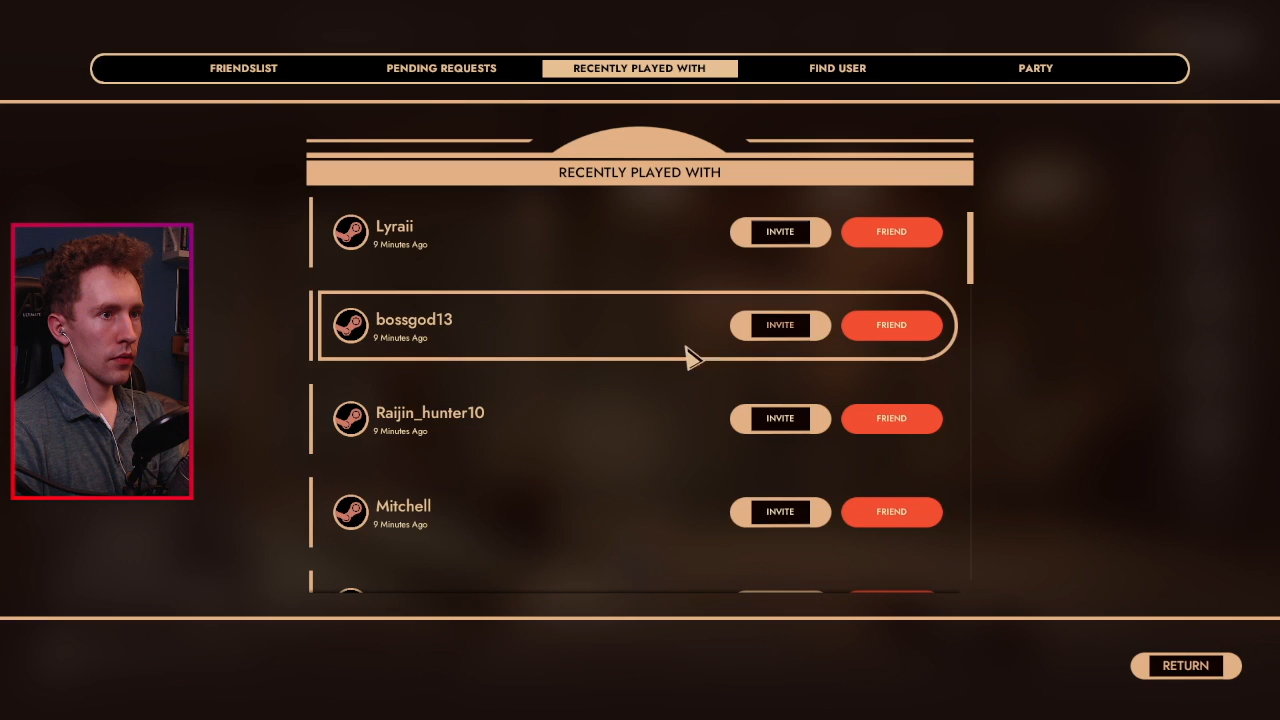 FRIENDSLIST
PENDING REQUESTS
RECENTLY PLAYED WITH
FIND USER
PARTY
RECENTLY PLAYED WITH
Lyraii
9 Minutes Ago
INVITE
FRIEND
bossgod13
9 Minutes Ago
INVITE
FRIEND
Raijin_hunter10
9 Minutes Ago
INVITE
FRIEND
Mitchell
9 Minutes Ago
INVITE
FRIEND
RETURN